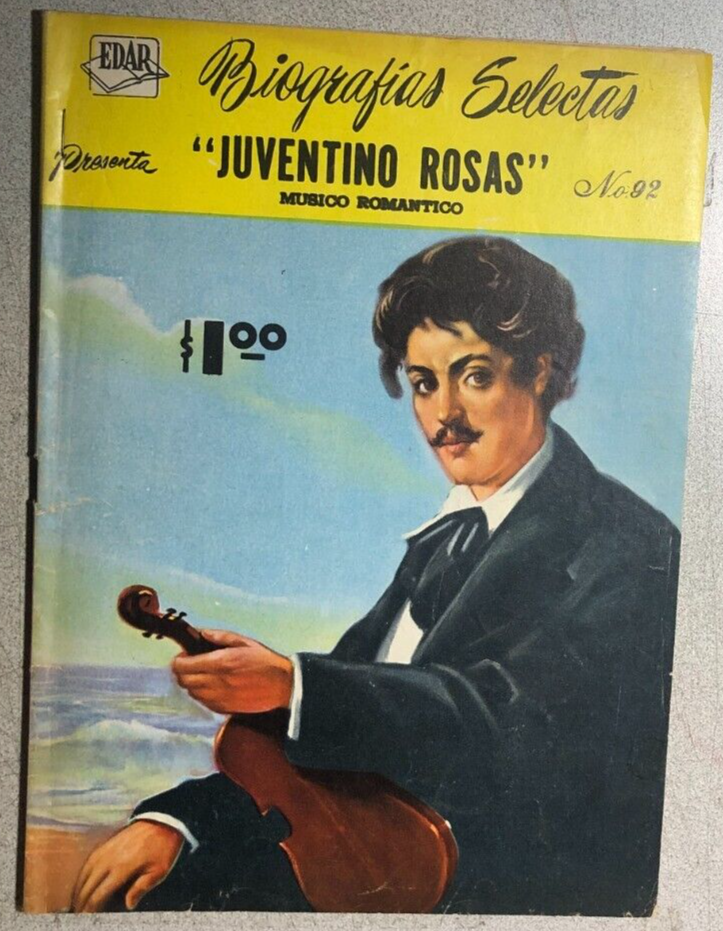 EDAR
Biografías Selectas
Presenta
"JUVENTINO ROSAS"
No. 92
MUSICO ROMANTICO
$1.00